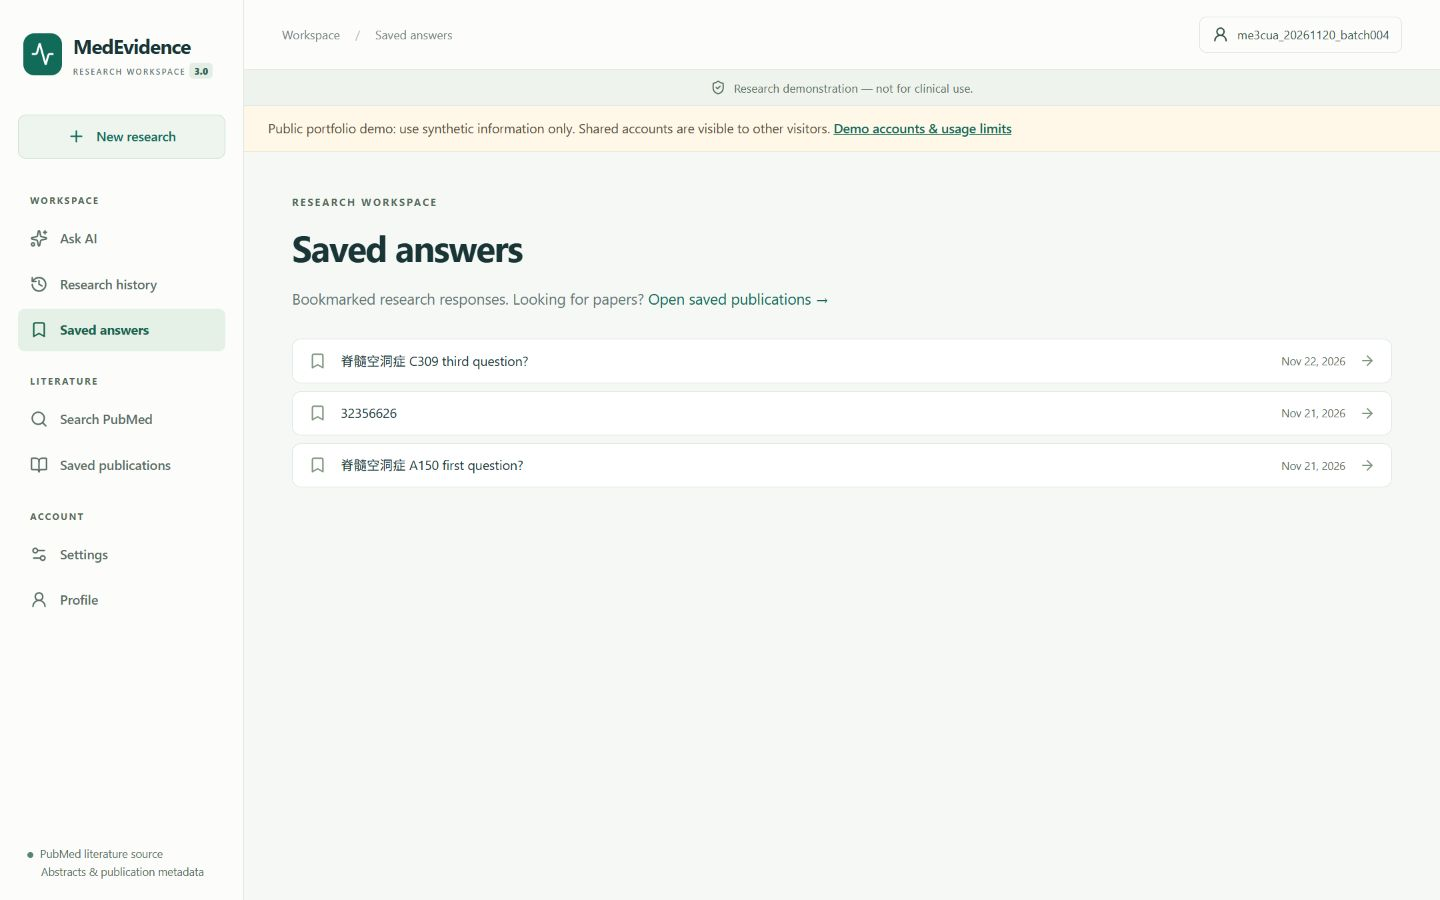 MedEvidence
RESEARCH WORKSPACE 3.0
New research
WORKSPACE
Ask AI
Research history
Saved answers
LITERATURE
Search PubMed
Saved publications
ACCOUNT
Settings
Profile
PubMed literature source
Abstracts & publication metadata
Workspace / Saved answers
me3cua_20261120_batch004
Research demonstration — not for clinical use.
Public portfolio demo: use synthetic information only. Shared accounts are visible to other visitors. Demo accounts & usage limits
RESEARCH WORKSPACE
Saved answers
Bookmarked research responses. Looking for papers? Open saved publications →
脊髓空洞症 C309 third question? Nov 22, 2026
32356626 Nov 21, 2026
脊髓空洞症 A150 first question? Nov 21, 2026